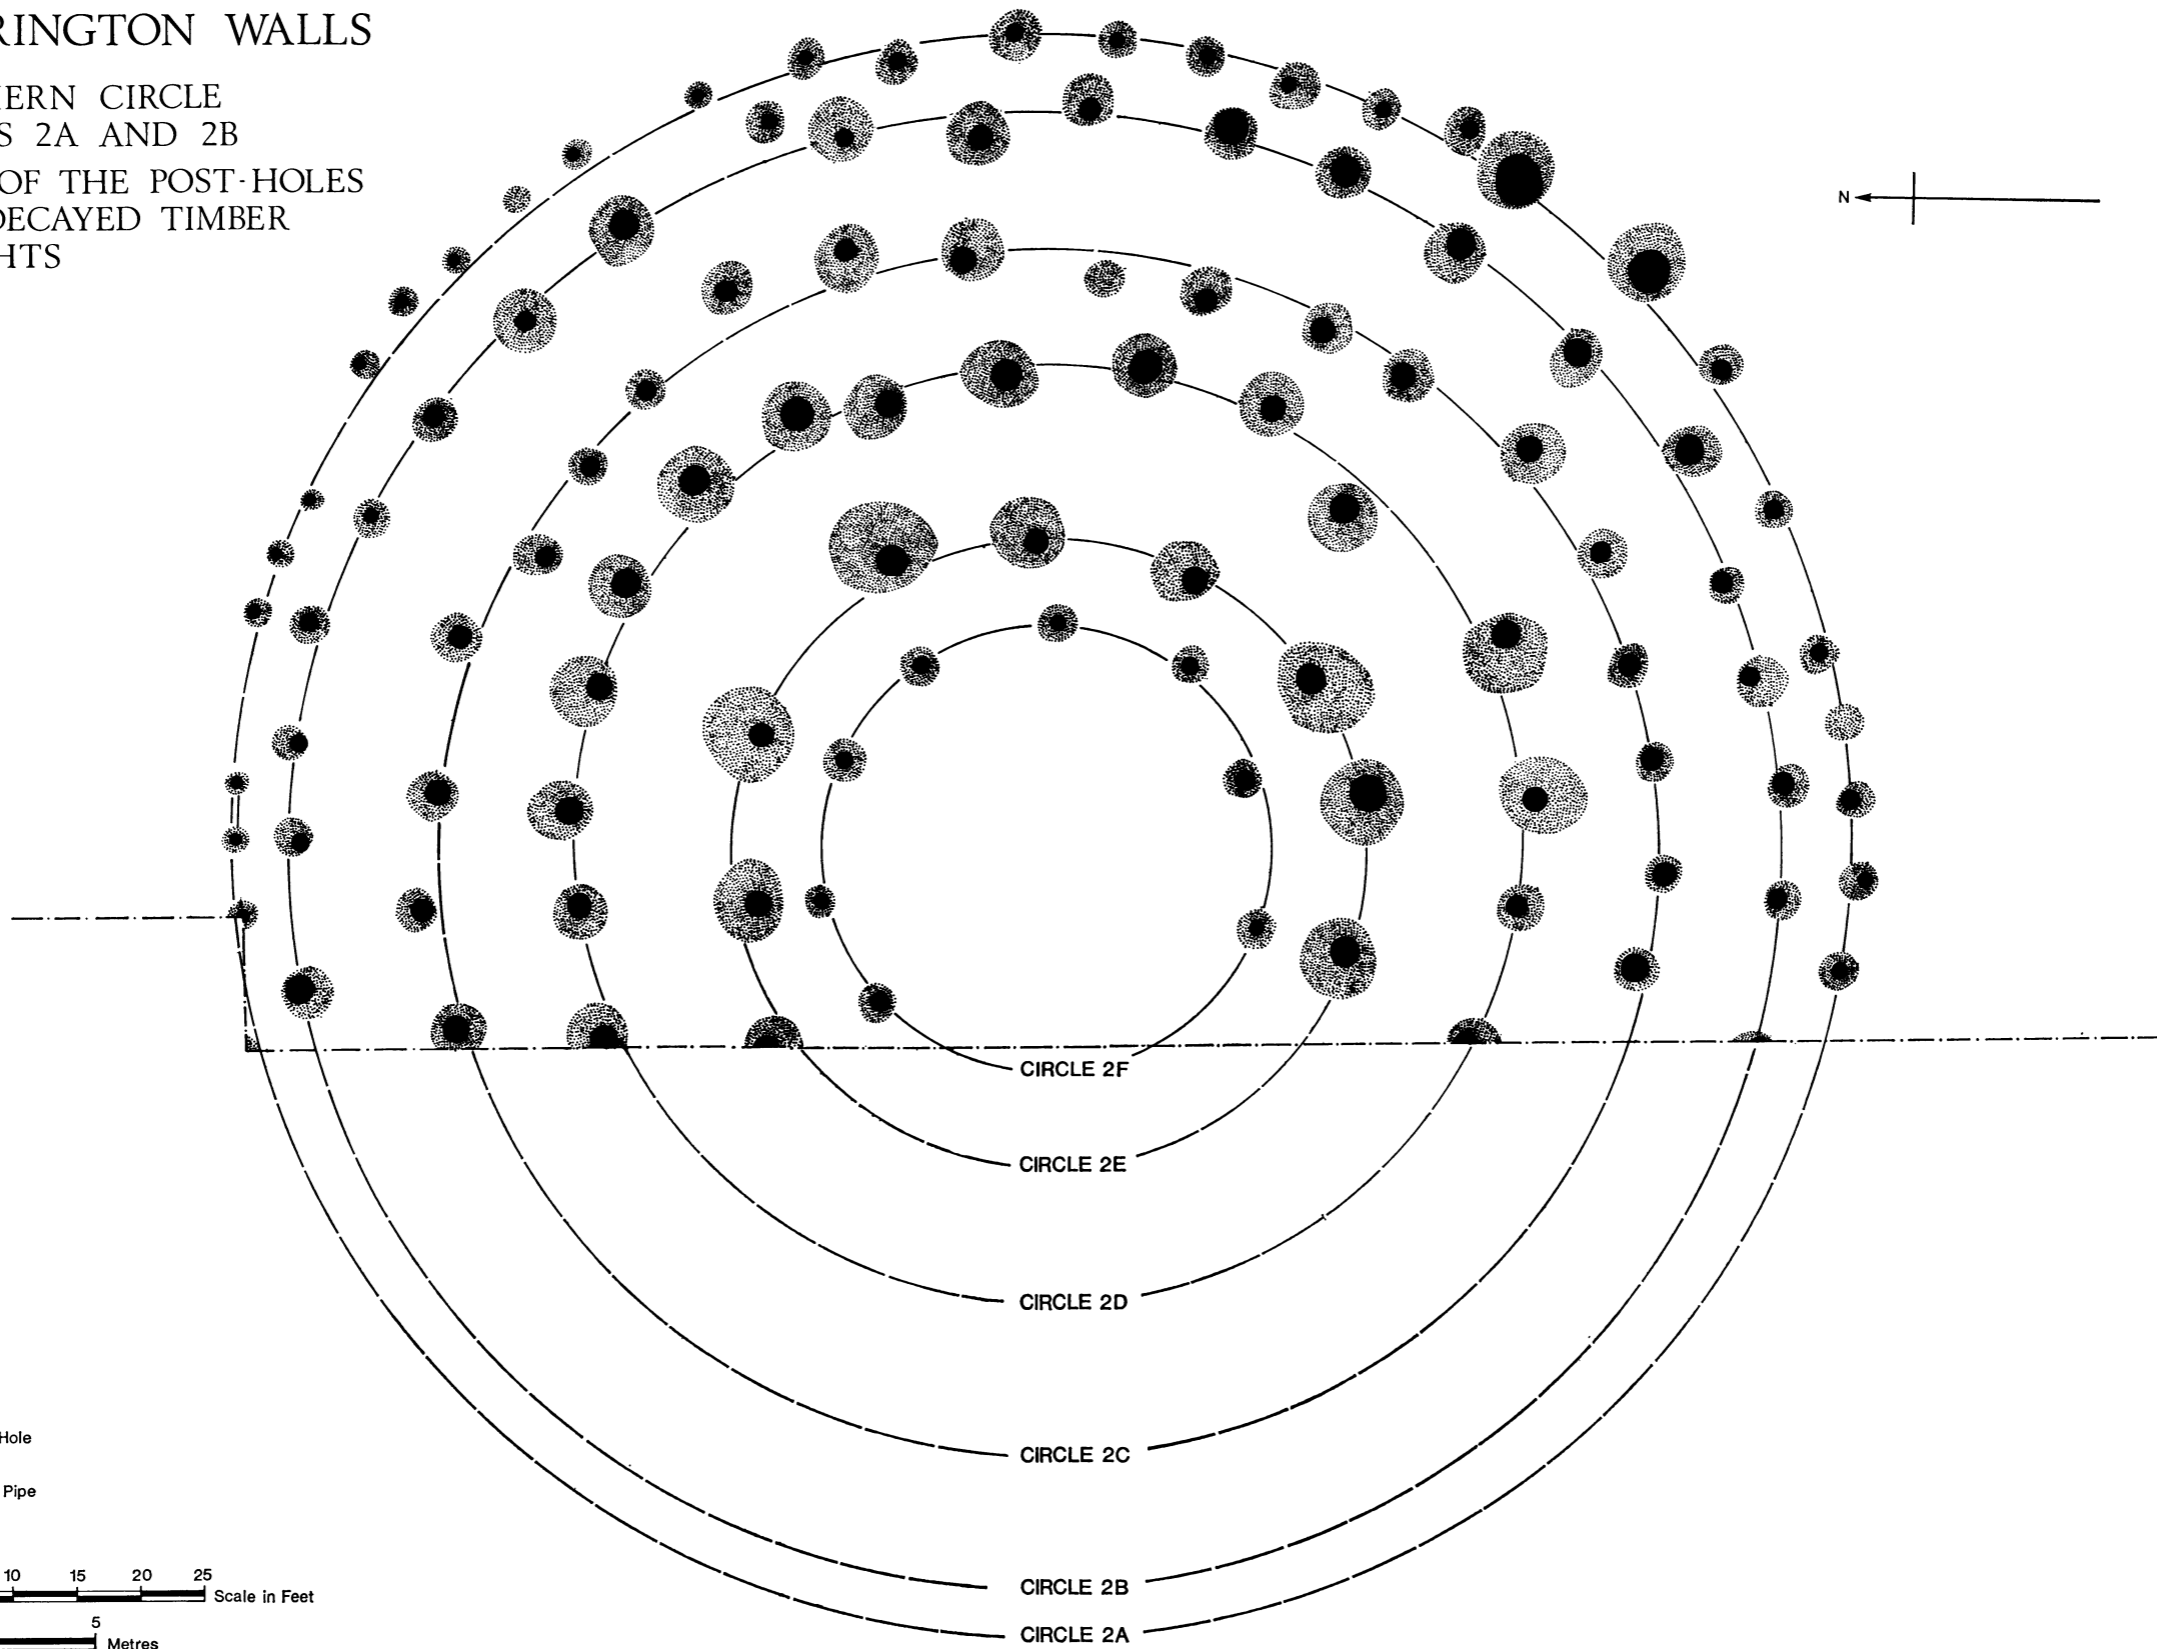 RINGTON WALLS
ERN CIRCLE
S 2A AND 2B
OF THE POST-HOLES
DECAYED TIMBER
HTS
N
CIRCLE 2F
CIRCLE 2E
CIRCLE 2D
CIRCLE 2C
CIRCLE 2B
CIRCLE 2A
Hole
Pipe
10 15 20 25
Scale in Feet
5
Metres